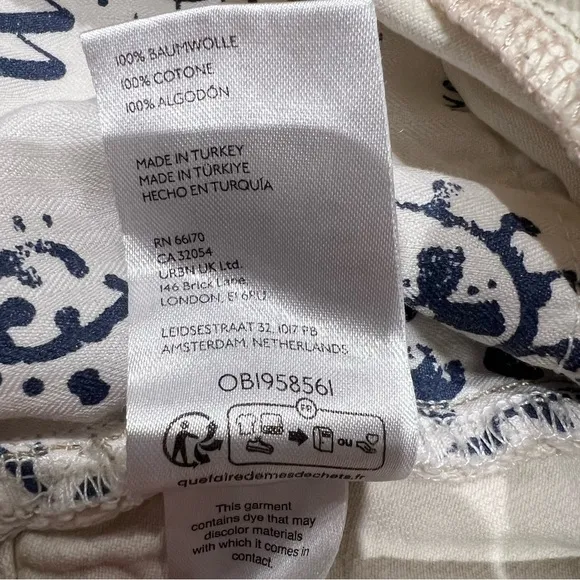 100% BAUMWOLLE
100% COTONE
100% ALGODÓN
MADE IN TURKEY
MADE IN TÜRKIYE
HECHO EN TURQUÍA
RN 66170
CA 32054
URBN UK Ltd.
146 Brick Lane
LONDON, E1 6RU
LEIDSESTRAAT 32, 1017 PB
AMSTERDAM, NETHERLANDS
OB1958561
FR
OU
quefairedemesdechets.fr
This garment
contains dye that may
discolor materials
with which it comes in
contact.